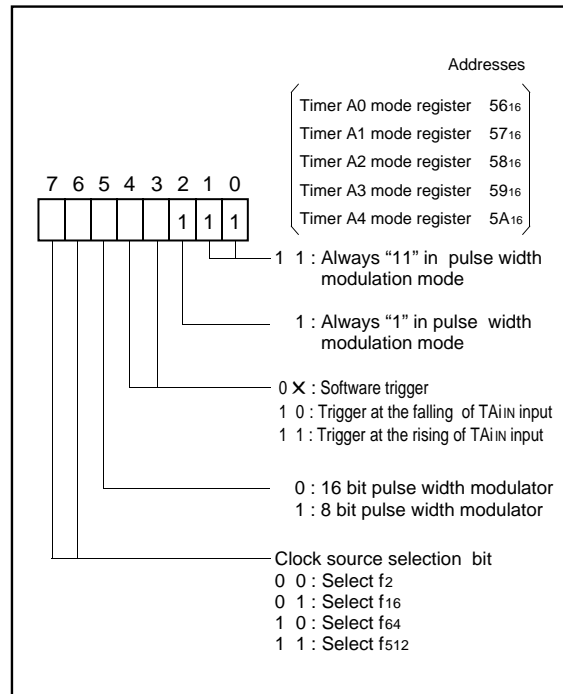 Addresses
Timer A0 mode register 56₁₆
Timer A1 mode register 57₁₆
Timer A2 mode register 58₁₆
Timer A3 mode register 59₁₆
Timer A4 mode register 5A₁₆
7 6 5 4 3 2 1 0
1 1 1
1 1 : Always “11” in pulse width
modulation mode
1 : Always “1” in pulse width
modulation mode
0 ✕ : Software trigger
1 0 : Trigger at the falling of TAiIN input
1 1 : Trigger at the rising of TAiIN input
0 : 16 bit pulse width modulator
1 : 8 bit pulse width modulator
Clock source selection bit
0 0 : Select f₂
0 1 : Select f₁₆
1 0 : Select f₆₄
1 1 : Select f₅₁₂